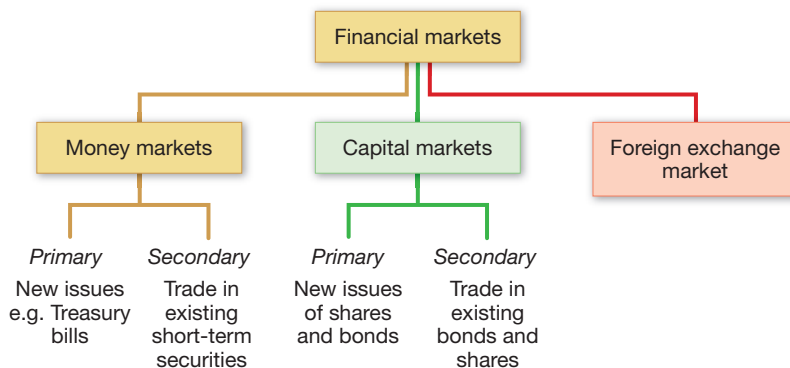 Financial markets
Money markets
Capital markets
Foreign exchange
market
Primary
New issues
e.g. Treasury
bills
Secondary
Trade in
existing
short-term
securities
Primary
New issues
of shares
and bonds
Secondary
Trade in
existing
bonds and
shares